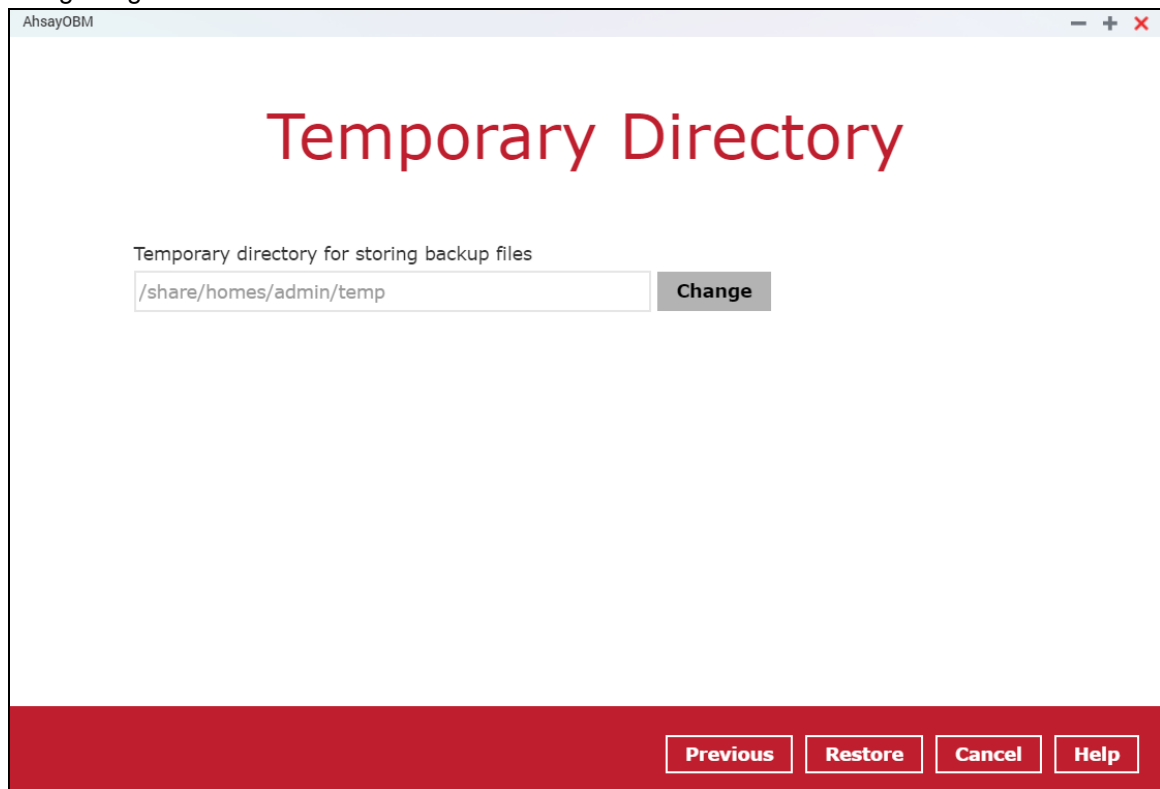 AhsayOBM
Temporary Directory
Temporary directory for storing backup files
/share/homes/admin/temp
Change
Previous
Restore
Cancel
Help